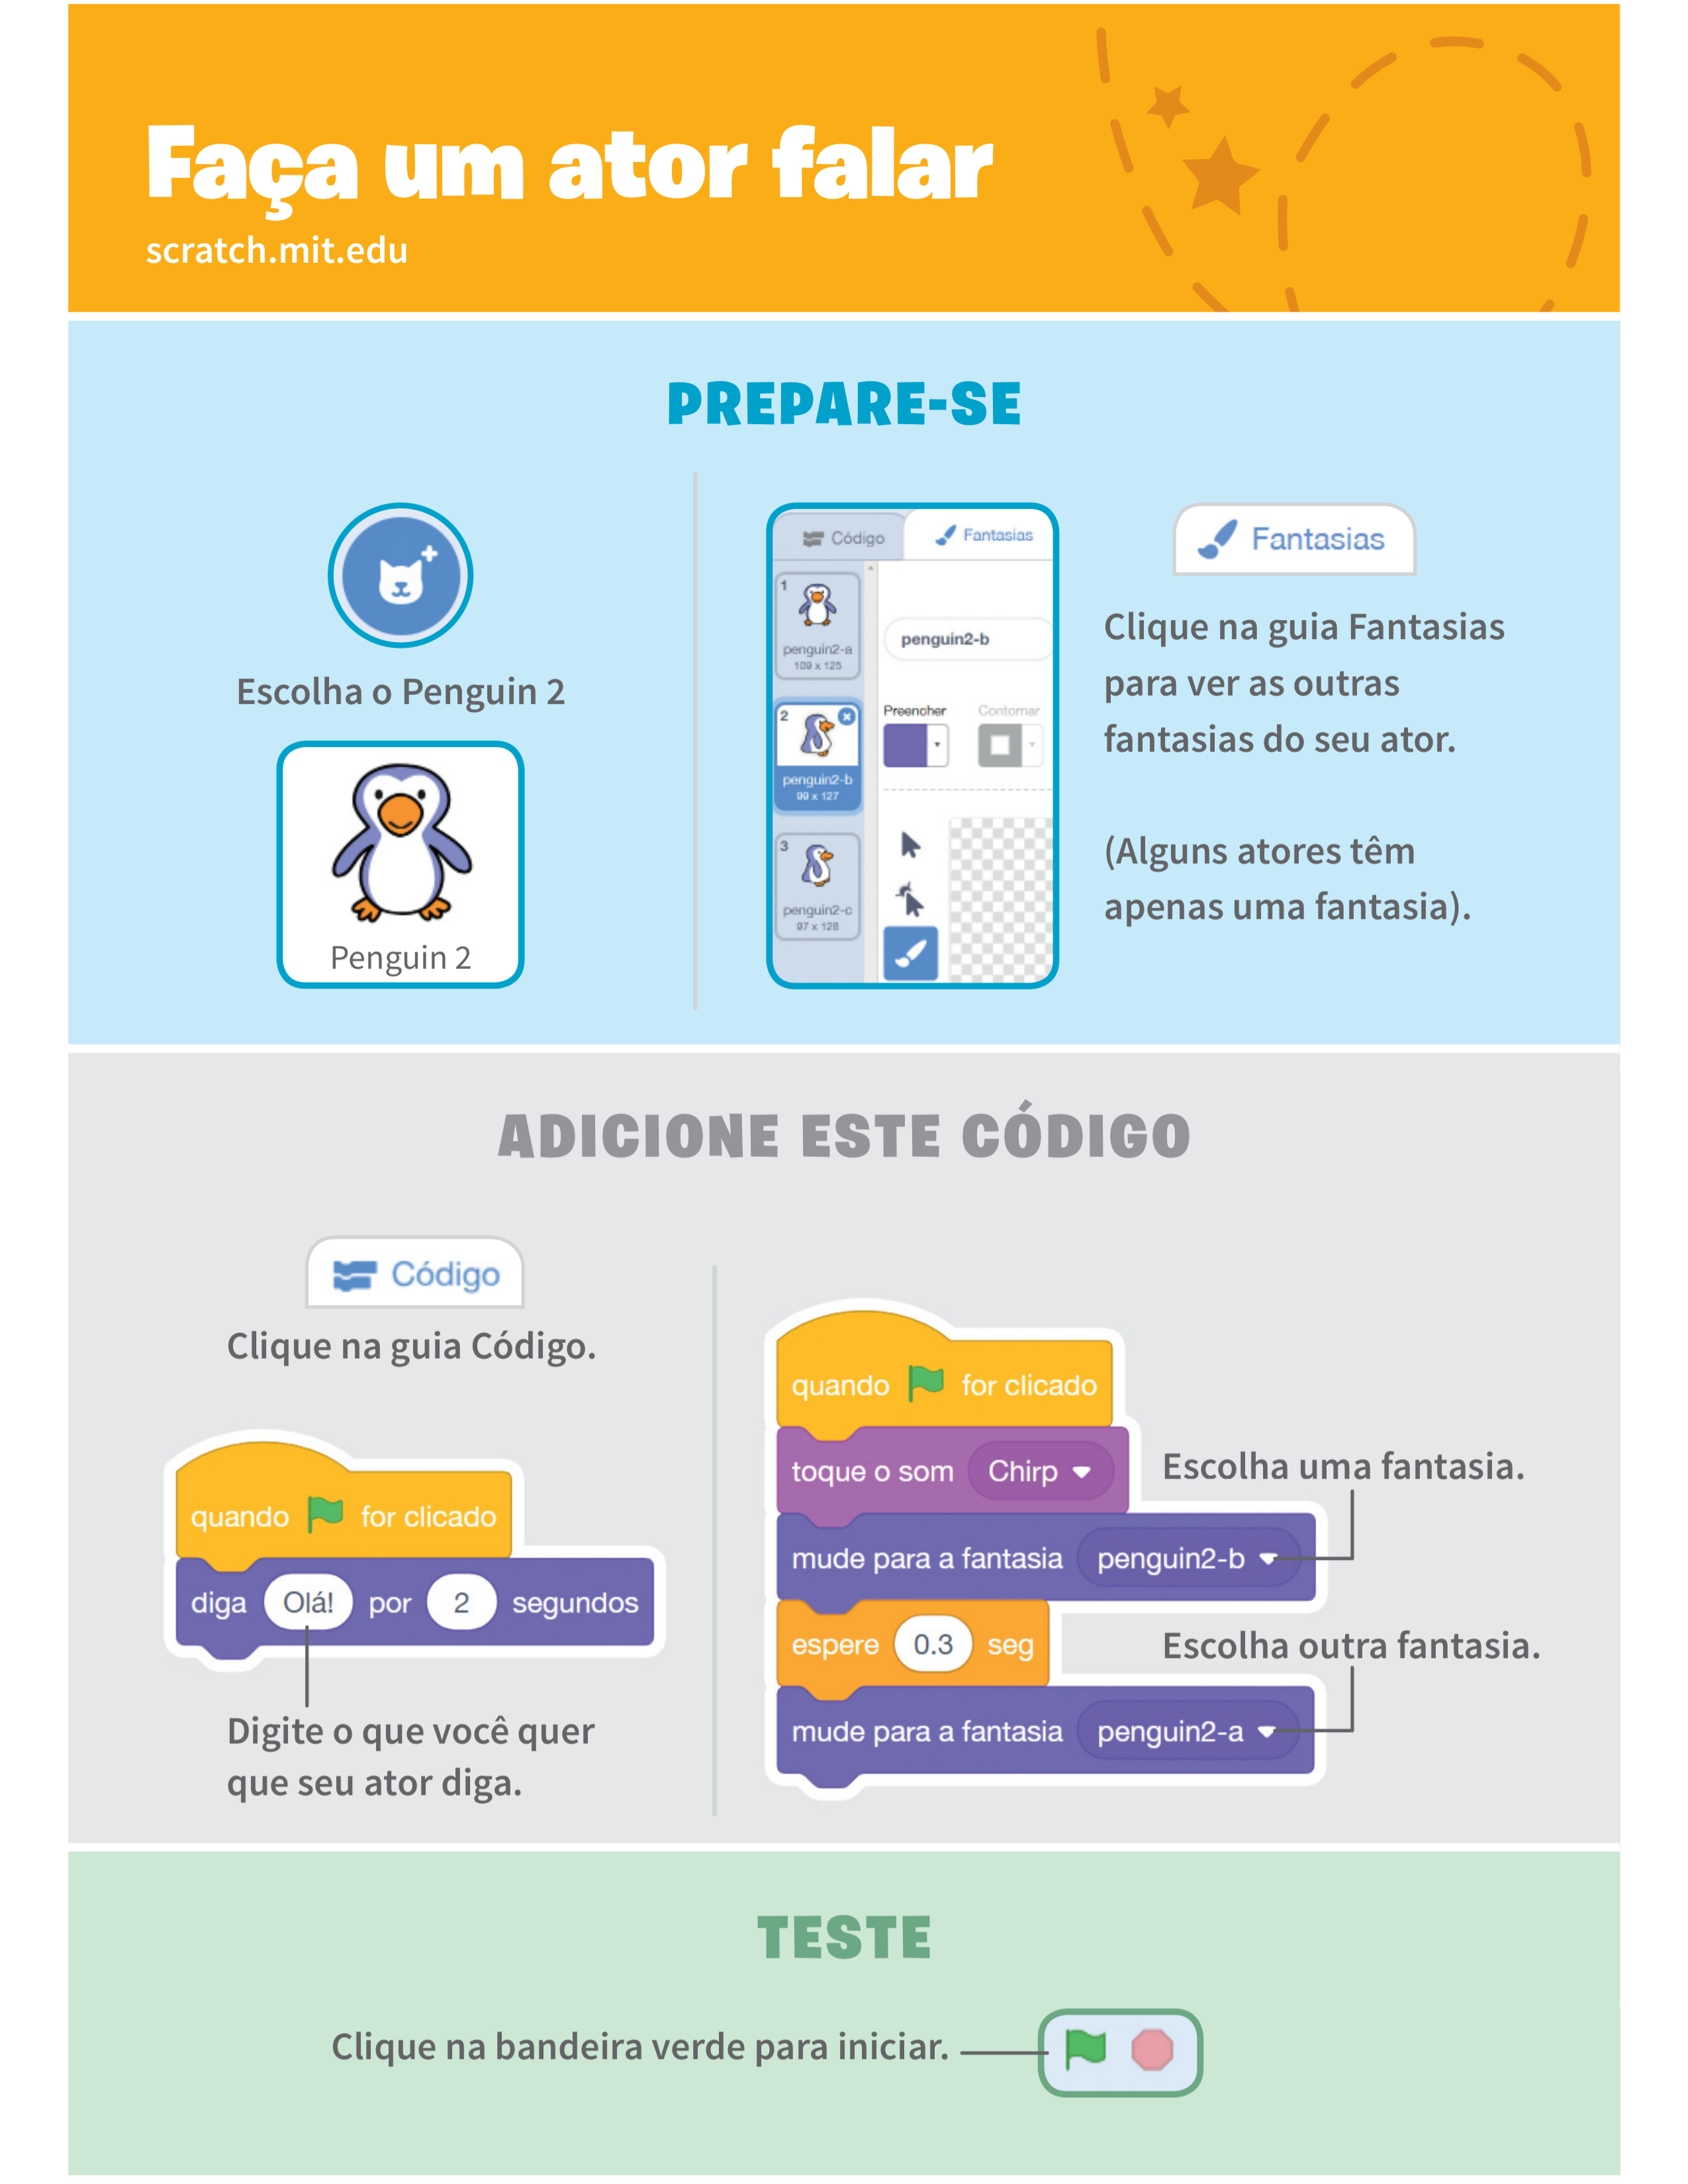 Faça um ator falar
scratch.mit.edu
PREPARE-SE
Escolha o Penguin 2
Penguin 2
Código
Fantasias
1
penguin2-a
109 x 125
2
penguin2-b
99 x 127
3
penguin2-c
97 x 128
penguin2-b
Preencher
Contornar
Fantasias
Clique na guia Fantasias
para ver as outras
fantasias do seu ator.
(Alguns atores têm
apenas uma fantasia).
ADICIONE ESTE CÓDIGO
Código
Clique na guia Código.
quando for clicado
diga Olá! por 2 segundos
Digite o que você quer
que seu ator diga.
quando for clicado
toque o som Chirp
mude para a fantasia penguin2-b
espere 0.3 seg
mude para a fantasia penguin2-a
Escolha uma fantasia.
Escolha outra fantasia.
TESTE
Clique na bandeira verde para iniciar.